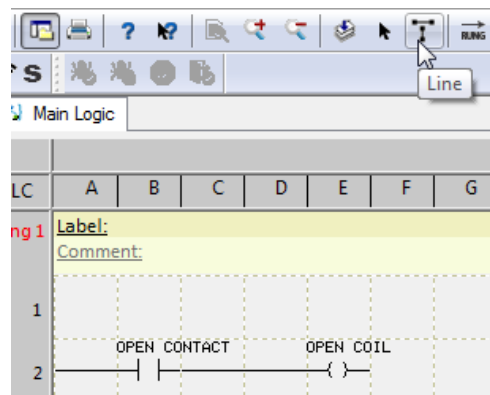 ? ?
RUNG
S
Line
Main Logic
LC A B C D E F G
ng 1 Label:
Comment:
1
OPEN CONTACT OPEN COIL
2